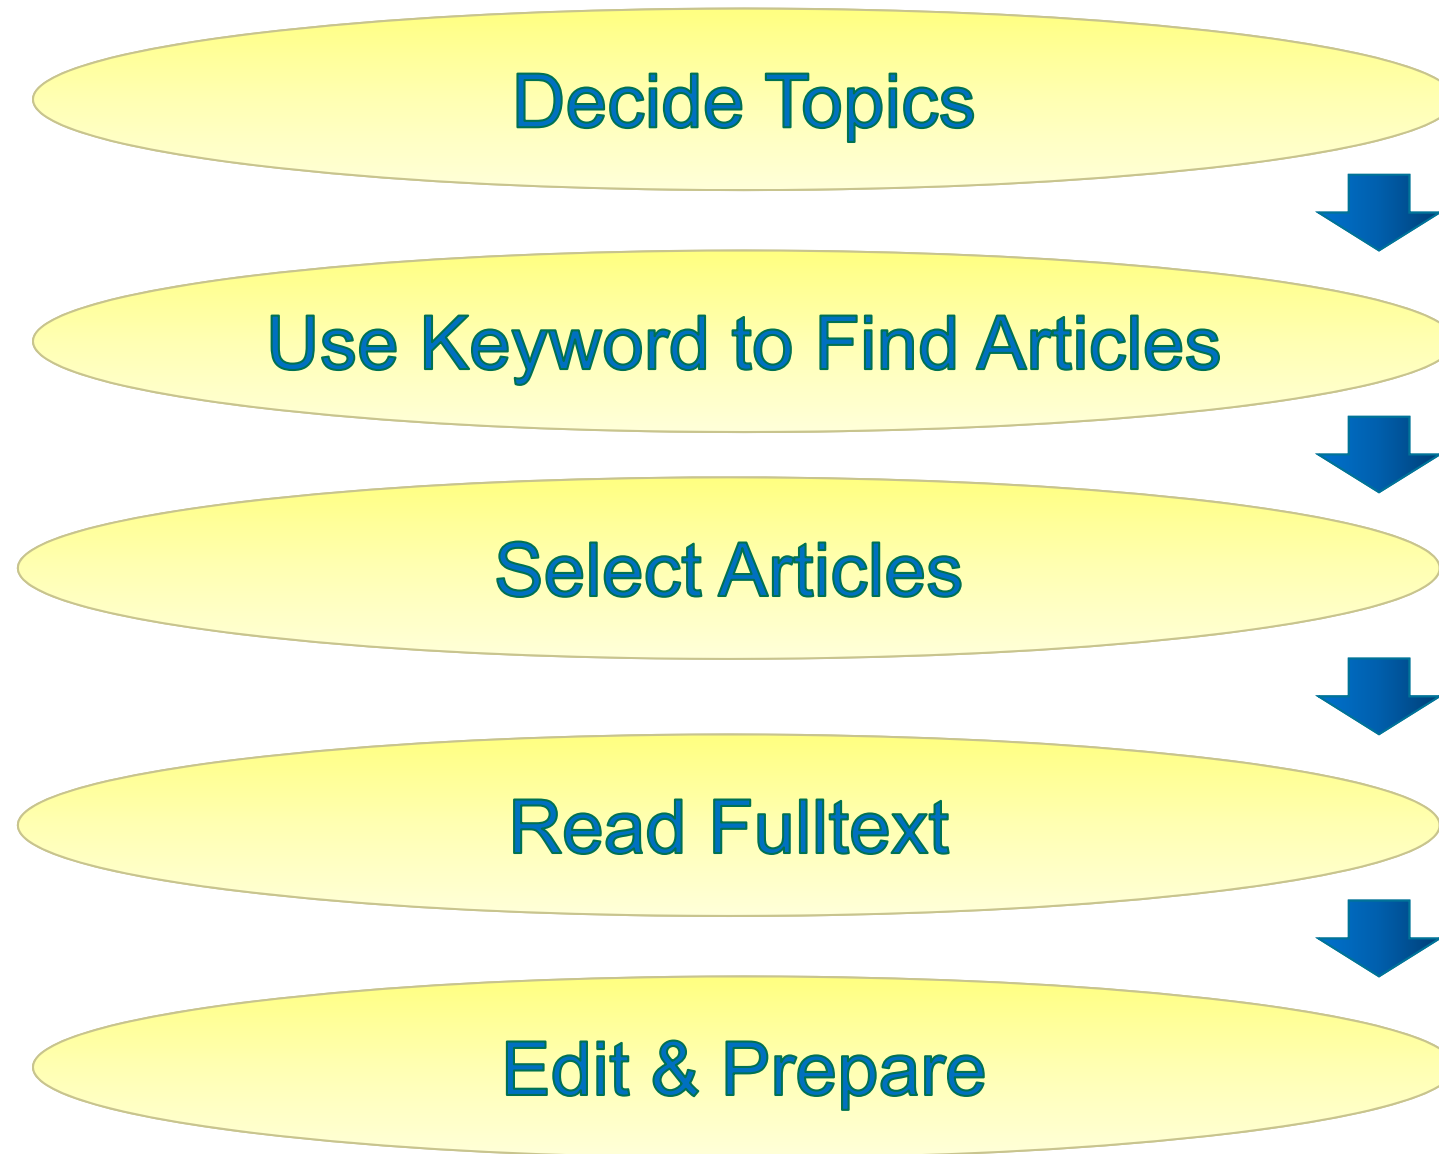 Decide Topics
Use Keyword to Find Articles
Select Articles
Read Fulltext
Edit & Prepare